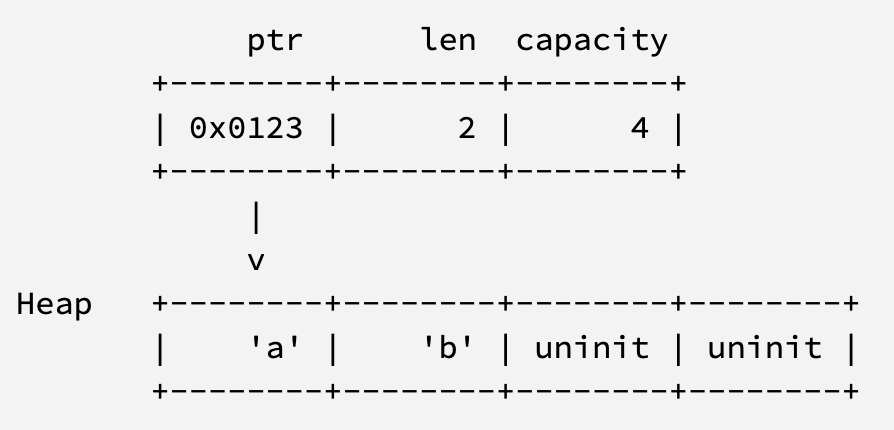 ptr      len  capacity
       +--------+--------+--------+
       | 0x0123 |      2 |      4 |
       +--------+--------+--------+
            |
            v
Heap   +--------+--------+--------+--------+
       |    'a' |    'b' | uninit | uninit |
       +--------+--------+--------+--------+